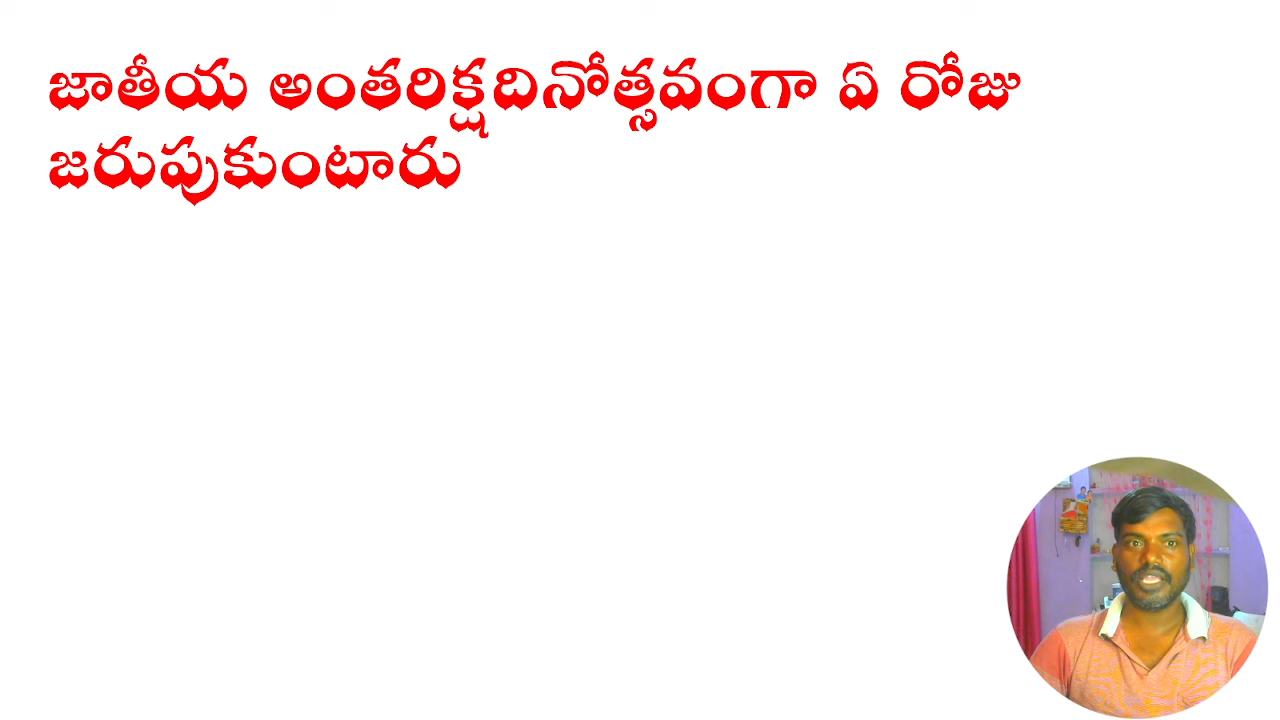 జాతీయ అంతరిక్షదినోత్సవంగా ఏ రోజు
జరుపుకుంటారు